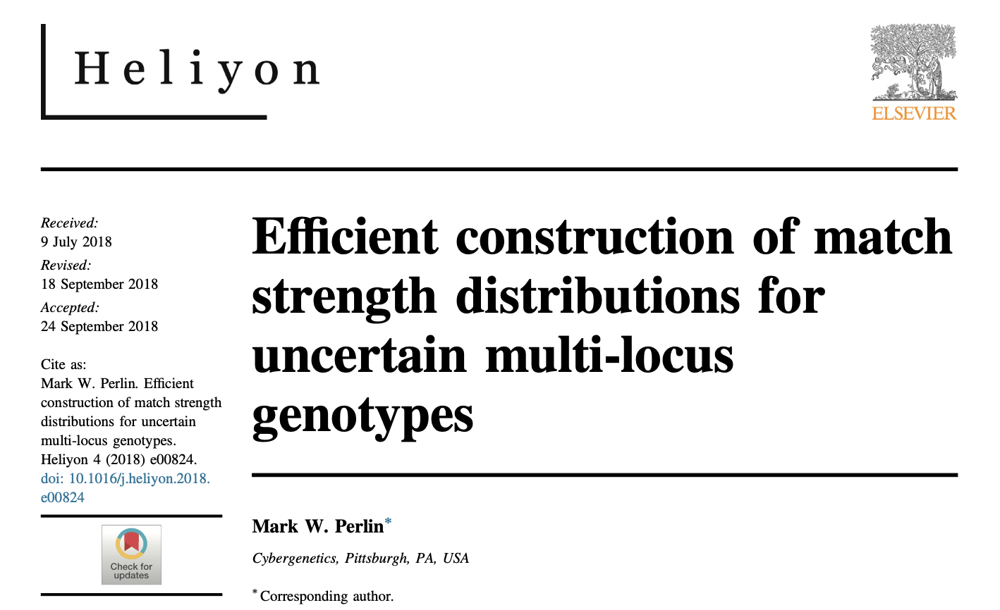 Heliyon
ELSEVIER
Received:
9 July 2018
Revised:
18 September 2018
Accepted:
24 September 2018
Cite as:
Mark W. Perlin. Efficient
construction of match strength
distributions for uncertain
multi-locus genotypes.
Heliyon 4 (2018) e00824.
doi: 10.1016/j.heliyon.2018.
e00824
Check for
updates
Efficient construction of match
strength distributions for
uncertain multi-locus
genotypes
Mark W. Perlin*
Cybergenetics, Pittsburgh, PA, USA
* Corresponding author.